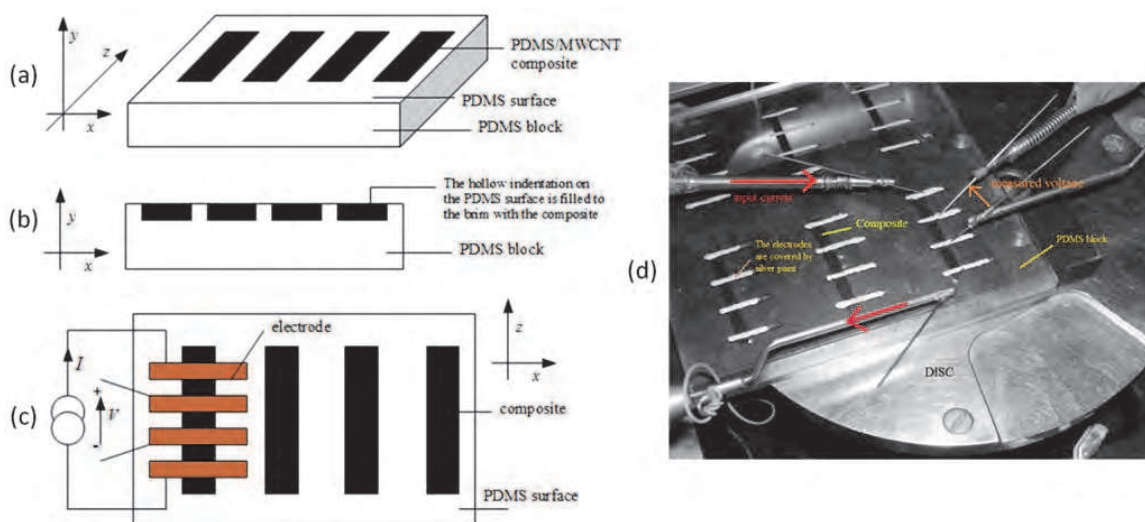 (a)
y
z
x
PDMS/MWCNT
composite
PDMS surface
PDMS block
(b)
y
x
The hollow indentation on
the PDMS surface is filled to
the brim with the composite
PDMS block
(c)
I
+
V
-
electrode
z
x
composite
PDMS surface
(d)
input current
measured voltage
Composite
The electrodes
are covered by
silver paint
PDMS block
DISC